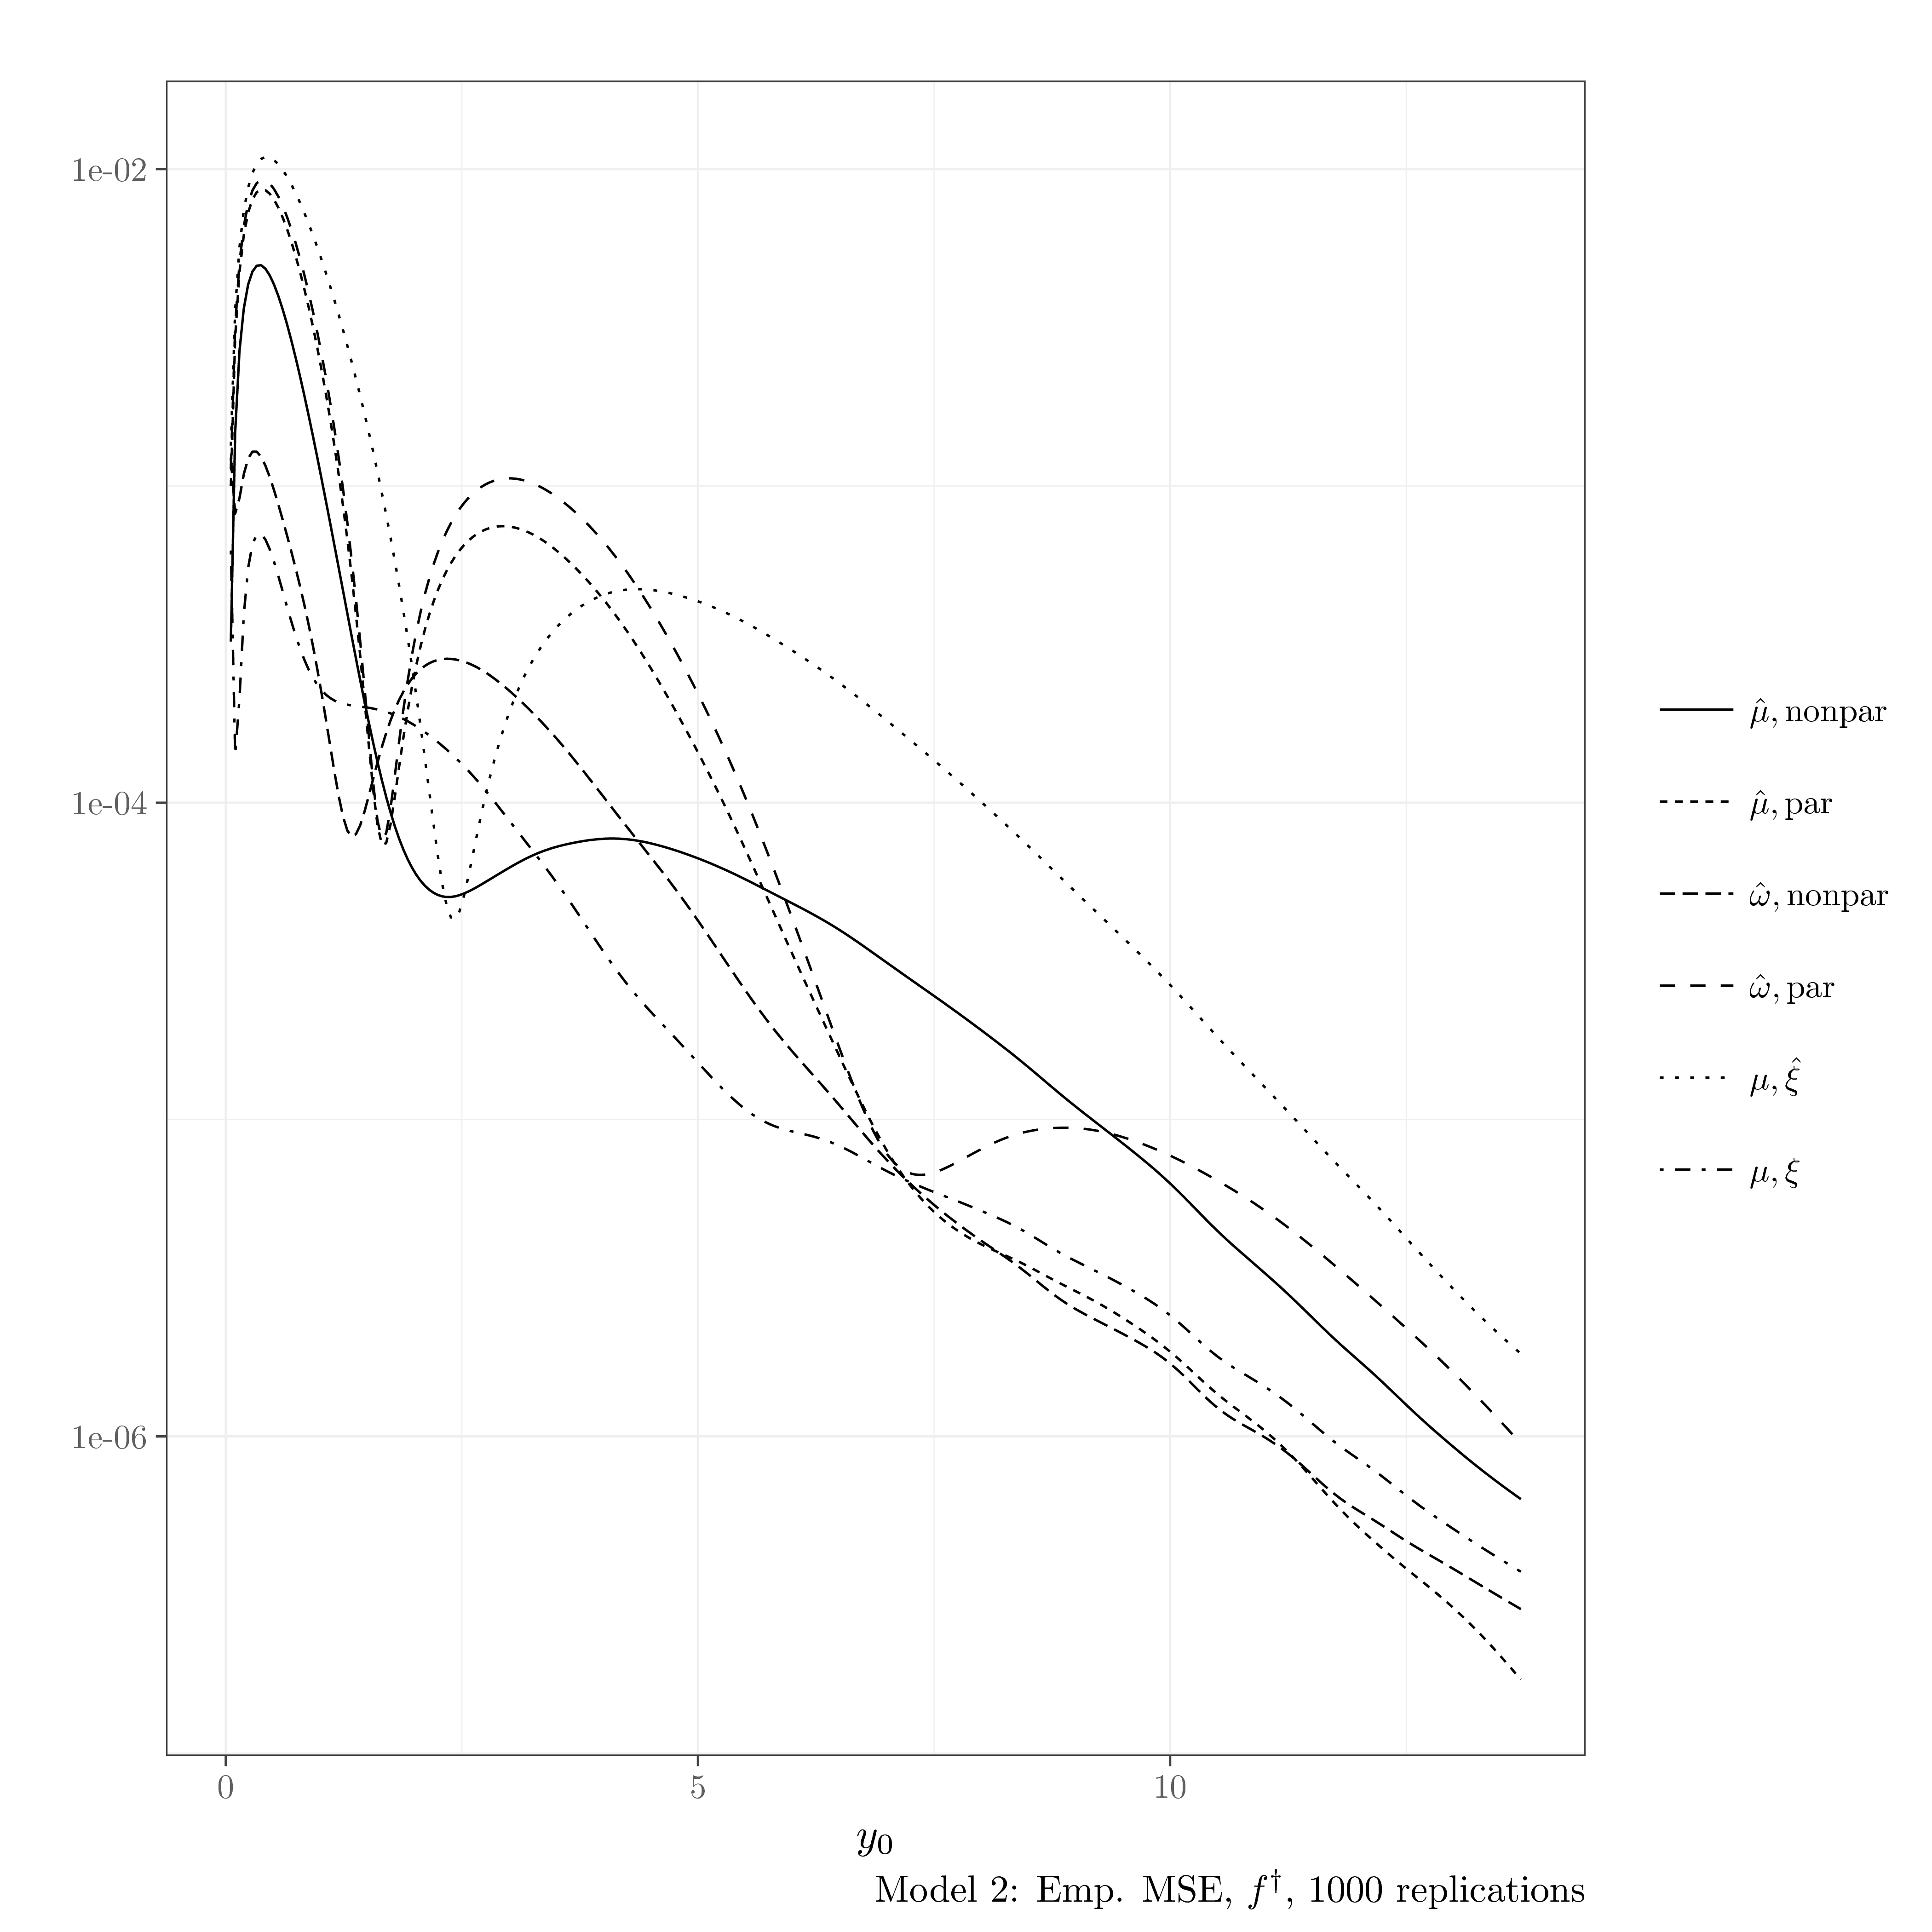 1e-02
1e-04
1e-06
0 5 10
y₀
μ̂, nonpar
μ̂, par
ω̂, nonpar
ω̂, par
μ, ξ̂
μ, ξ
Model 2: Emp. MSE, f†, 1000 replications